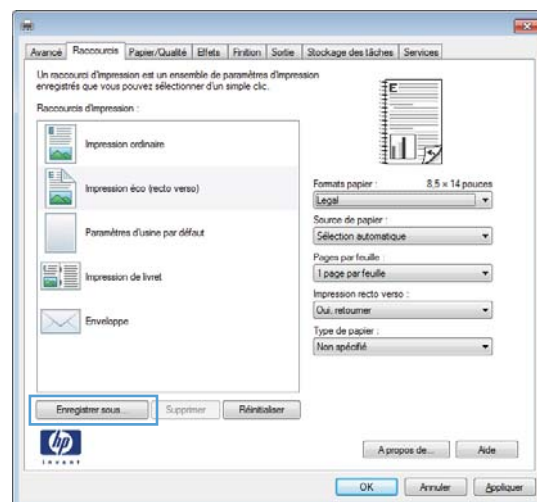 Avancé Raccourcis Papier/Qualité Effets Finition Sortie Stockage des tâches Services
Un raccourci d'impression est un ensemble de paramètres d'impression
enregistrés que vous pouvez sélectionner d'un simple clic.
Raccourcis d'impression :
Impression ordinaire
Impression éco (recto verso)
Paramètres d'usine par défaut
Impression de livret
Enveloppe
E
Formats papier : 8,5 × 14 pouces
Legal
Source de papier :
Sélection automatique
Pages par feuille :
1 page par feuille
Impression recto verso :
Oui, retourner
Type de papier :
Non spécifié
Enregistrer sous... Supprimer Réinitialiser
hp
invent
A propos de... Aide
OK Annuler Appliquer